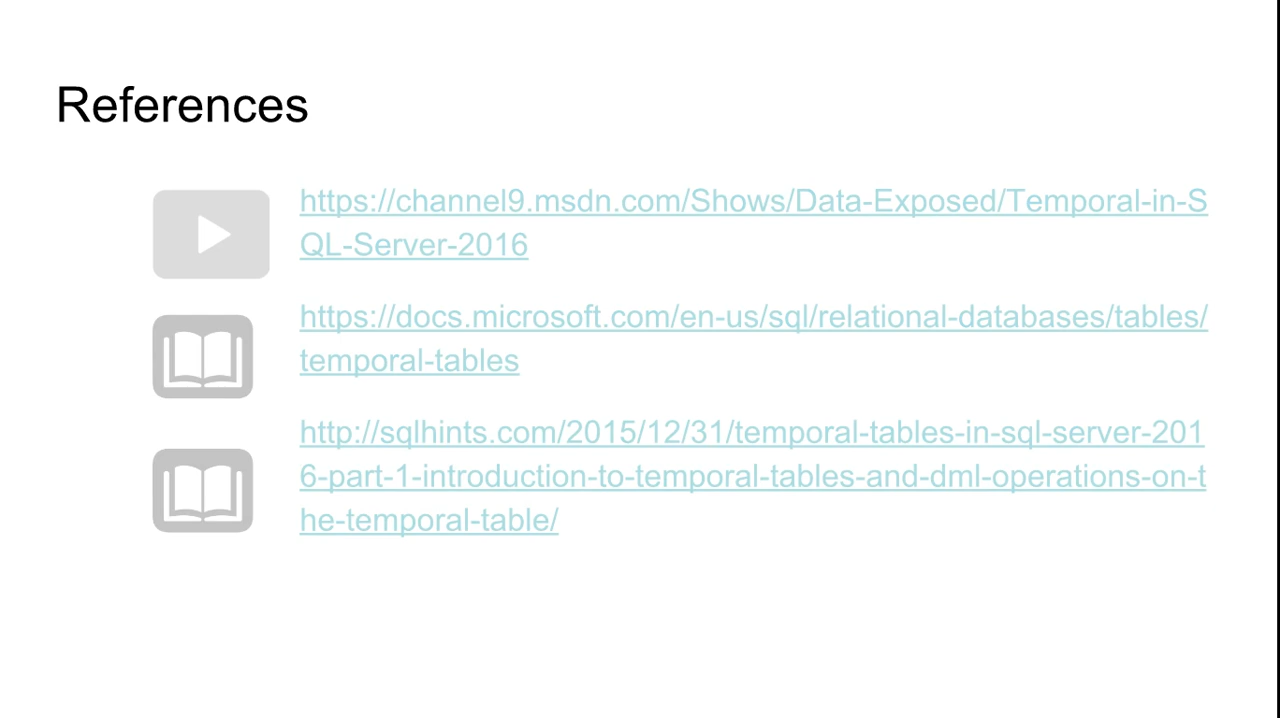 References
https://channel9.msdn.com/Shows/Data-Exposed/Temporal-in-S
QL-Server-2016
https://docs.microsoft.com/en-us/sql/relational-databases/tables/
temporal-tables
http://sqlhints.com/2015/12/31/temporal-tables-in-sql-server-201
6-part-1-introduction-to-temporal-tables-and-dml-operations-on-t
he-temporal-table/